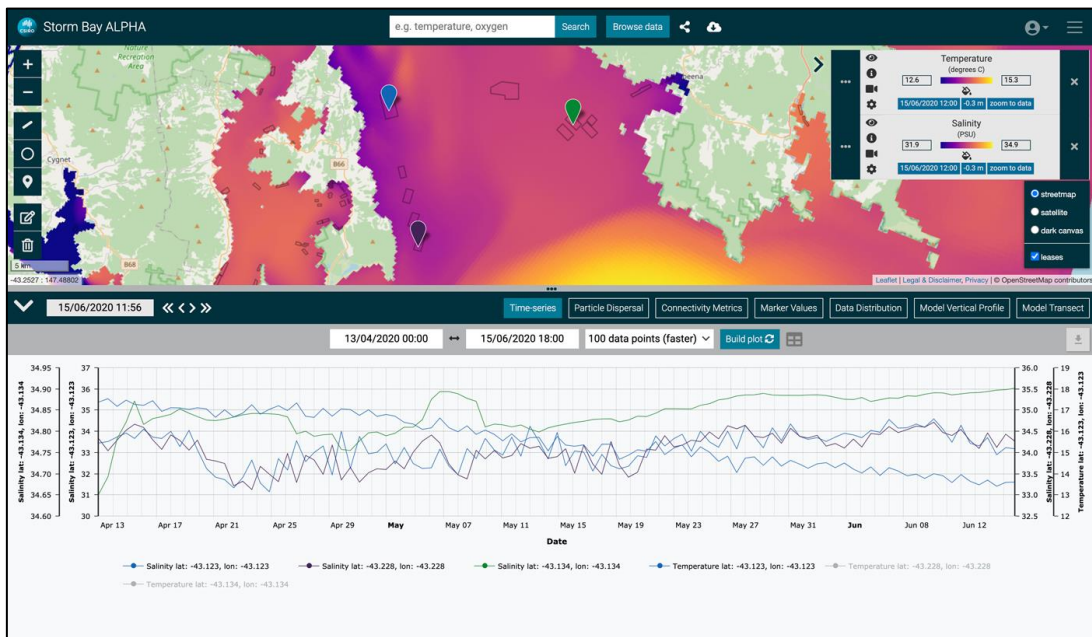 CSIRO Storm Bay ALPHA
e.g. temperature, oxygen Search Browse data
Nature
Recreation
Area
Cygnet
B66
B68
5 km
-43.2527 : 147.48802
Temperature
(degrees C)
12.6 15.3
15/06/2020 12:00 -0.3 m zoom to data
Salinity
(PSU)
31.9 34.9
15/06/2020 12:00 -0.3 m zoom to data
streetmap
satellite
dark canvas
leases
Leaflet | Legal & Disclaimer, Privacy | © OpenStreetMap contributors
15/06/2020 11:56
Time-series Particle Dispersal Connectivity Metrics Marker Values Data Distribution Model Vertical Profile Model Transect
13/04/2020 00:00 15/06/2020 18:00 100 data points (faster) Build plot
Salinity lat: -43.134, lon: -43.134
34.95
34.90
34.85
34.80
34.75
34.70
34.65
34.60
Salinity lat: -43.123, lon: -43.123
37
36
35
34
33
32
31
30
36.0
35.5
35.0
34.5
34.0
33.5
33.0
32.5
Salinity lat: -43.228, lon: -43.228
19
18
17
16
15
14
13
12
Temperature lat: -43.123, lon: -43.123
Apr 13 Apr 17 Apr 21 Apr 25 Apr 29 May May 07 May 11 May 15 May 19 May 23 May 27 May 31 Jun Jun 08 Jun 12
Date
Salinity lat: -43.123, lon: -43.123 Salinity lat: -43.228, lon: -43.228 Salinity lat: -43.134, lon: -43.134 Temperature lat: -43.123, lon: -43.123 Temperature lat: -43.228, lon: -43.228
Temperature lat: -43.134, lon: -43.134